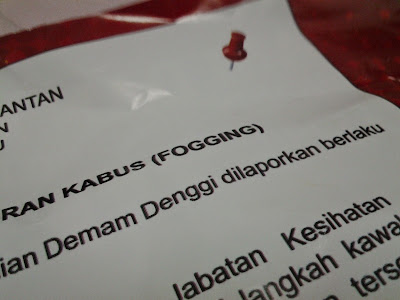 ANTAN
N
U
RAN KABUS (FOGGING)
ian Demam Denggi dilaporkan berlaku
Jabatan Kesihatan
langkah kawal
n terse